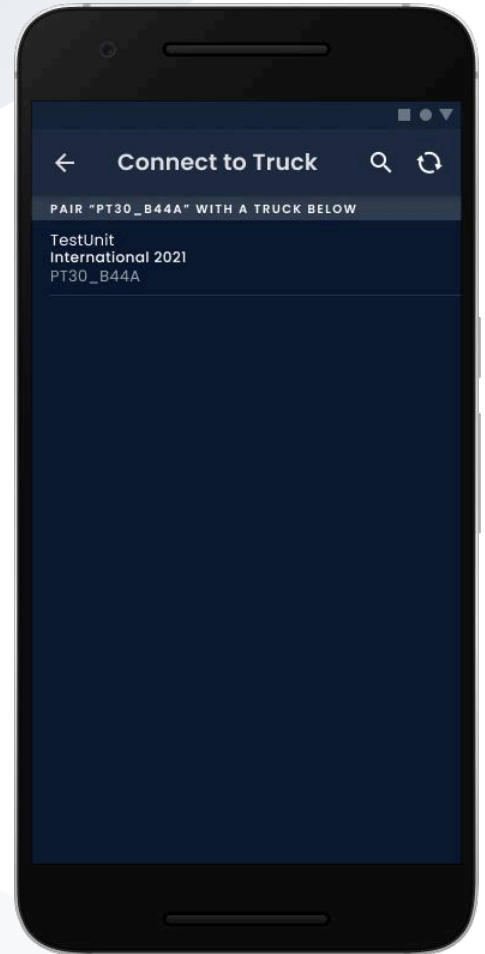 Connect to Truck
PAIR “PT30_B44A” WITH A TRUCK BELOW
TestUnit
International 2021
PT30_B44A